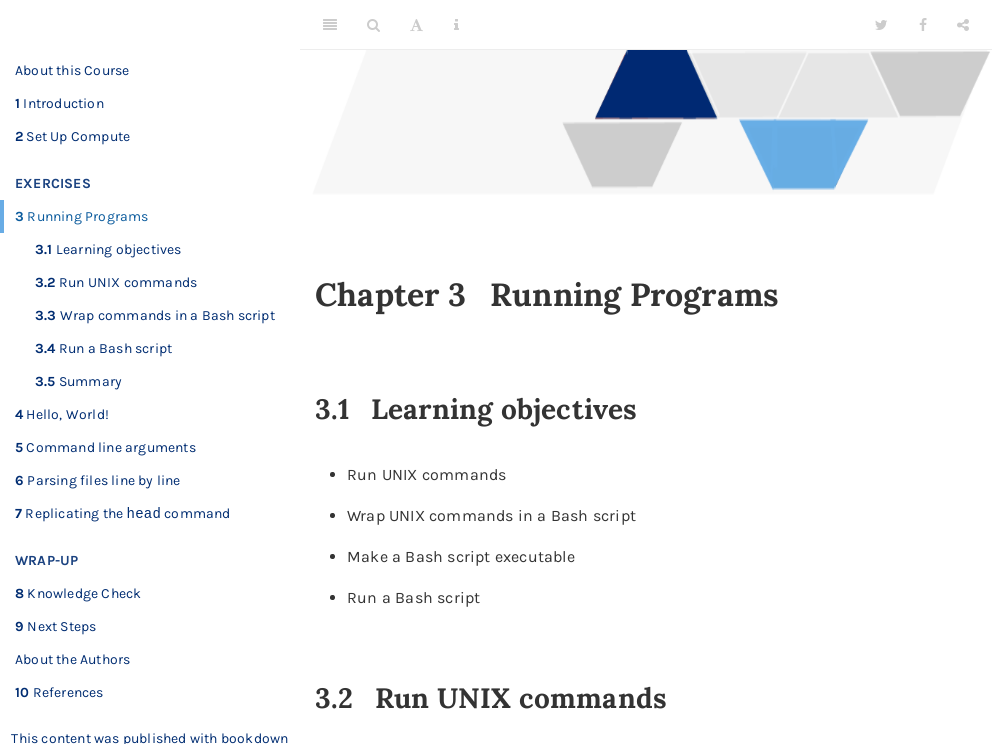 About this Course
1 Introduction
2 Set Up Compute
EXERCISES
3 Running Programs
3.1 Learning objectives
3.2 Run UNIX commands
3.3 Wrap commands in a Bash script
3.4 Run a Bash script
3.5 Summary
4 Hello, World!
5 Command line arguments
6 Parsing files line by line
7 Replicating the head command
WRAP-UP
8 Knowledge Check
9 Next Steps
About the Authors
10 References
This content was published with bookdown
Chapter 3 Running Programs
3.1 Learning objectives
• Run UNIX commands
• Wrap UNIX commands in a Bash script
• Make a Bash script executable
• Run a Bash script
3.2 Run UNIX commands